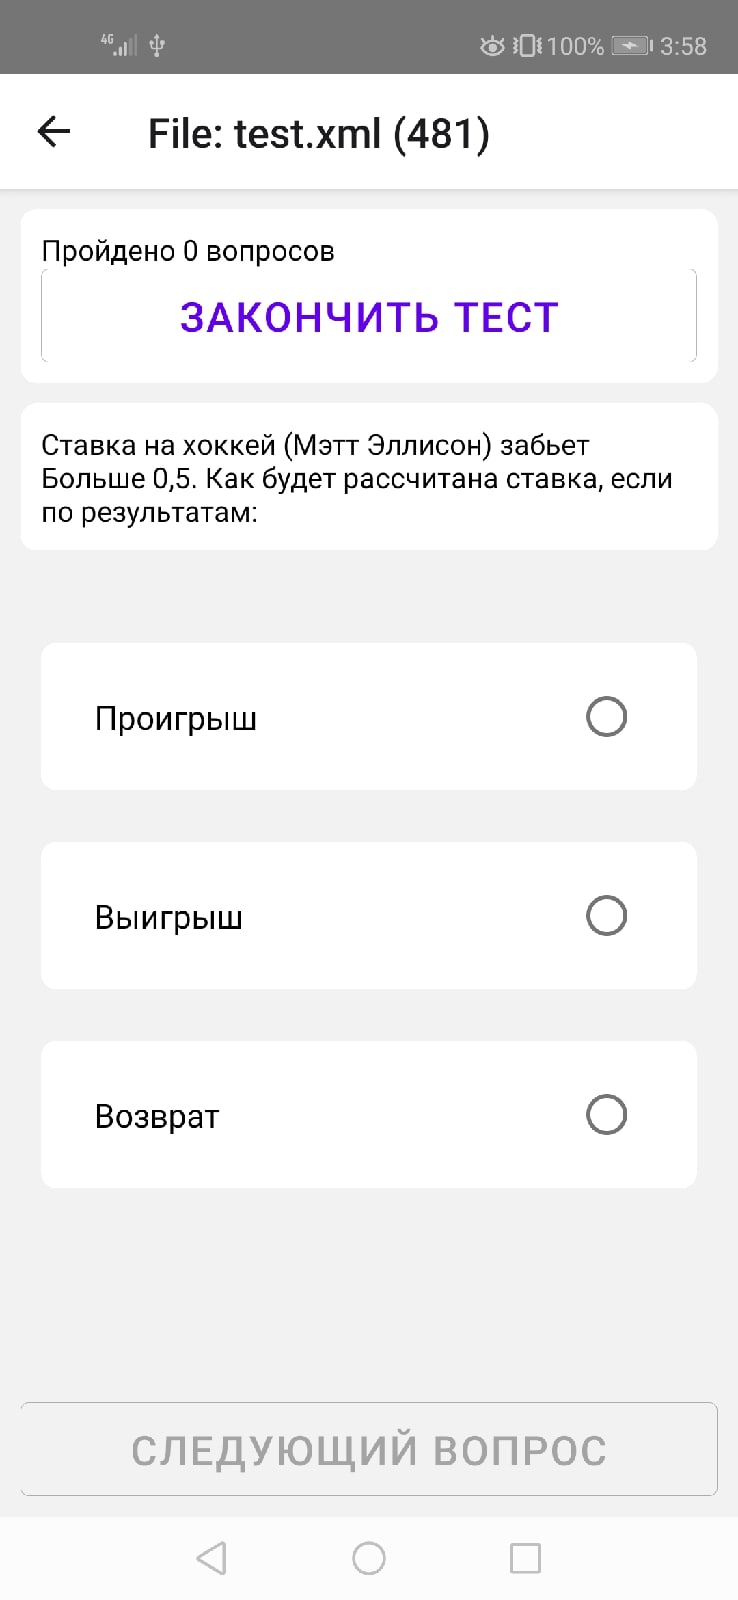 4G 100% 3:58
File: test.xml (481)
Пройдено 0 вопросов
ЗАКОНЧИТЬ ТЕСТ
Ставка на хоккей (Мэтт Эллисон) забьет
Больше 0,5. Как будет рассчитана ставка, если
по результатам:
Проигрыш
Выигрыш
Возврат
СЛЕДУЮЩИЙ ВОПРОС